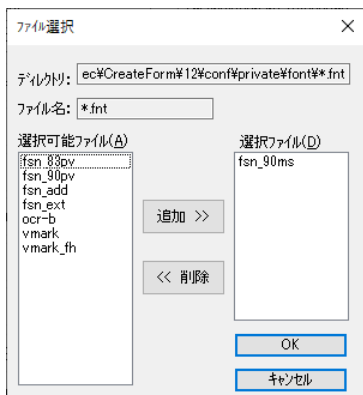 ファイル選択
ディレクトリ: ec¥CreateForm¥12¥conf¥private¥font¥*.fnt
ファイル名: *.fnt
選択可能ファイル(A)
fsn_83pv
fsn_90pv
fsn_add
fsn_ext
ocr-b
vmark
vmark_fh
追加 >>
<< 削除
選択ファイル(D)
fsn_90ms
OK
キャンセル